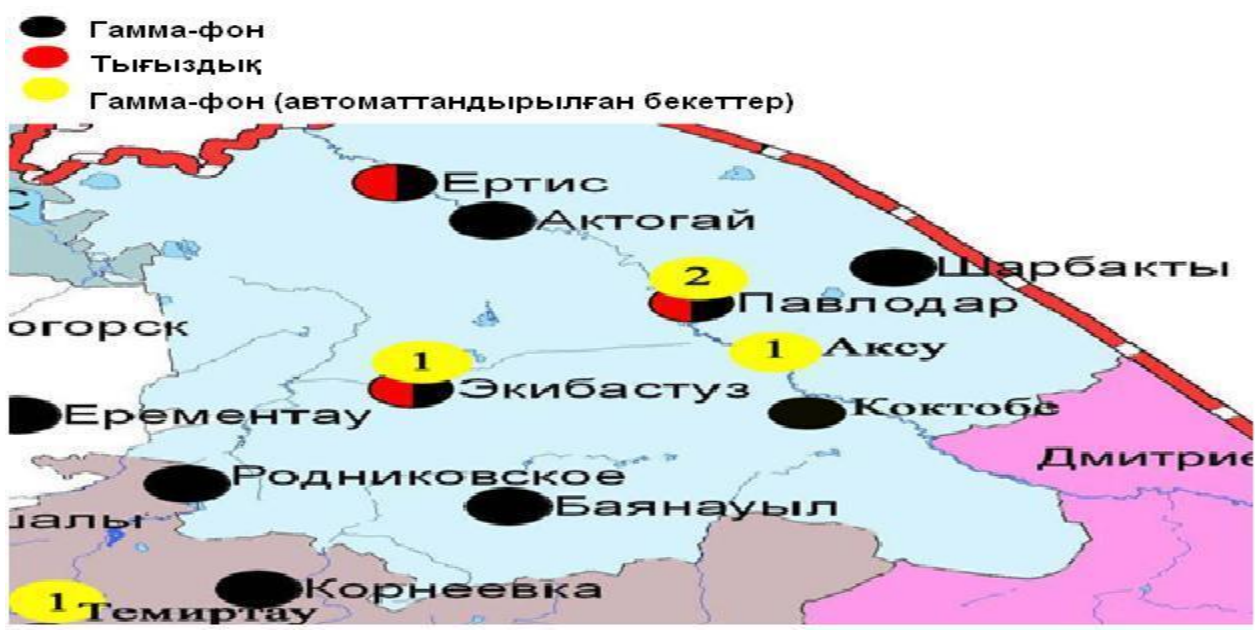 Гамма-фон
Тығыздық
Гамма-фон (автоматтандырылған бекеттер)
Ертис
Актогай
Шарбакты
2
Павлодар
огорск
1
Аксу
1
Экибастуз
Коктобе
Ерементау
Дмитрие
Родниковское
Баянауыл
шалы
Корнеевка
1
Темиртау